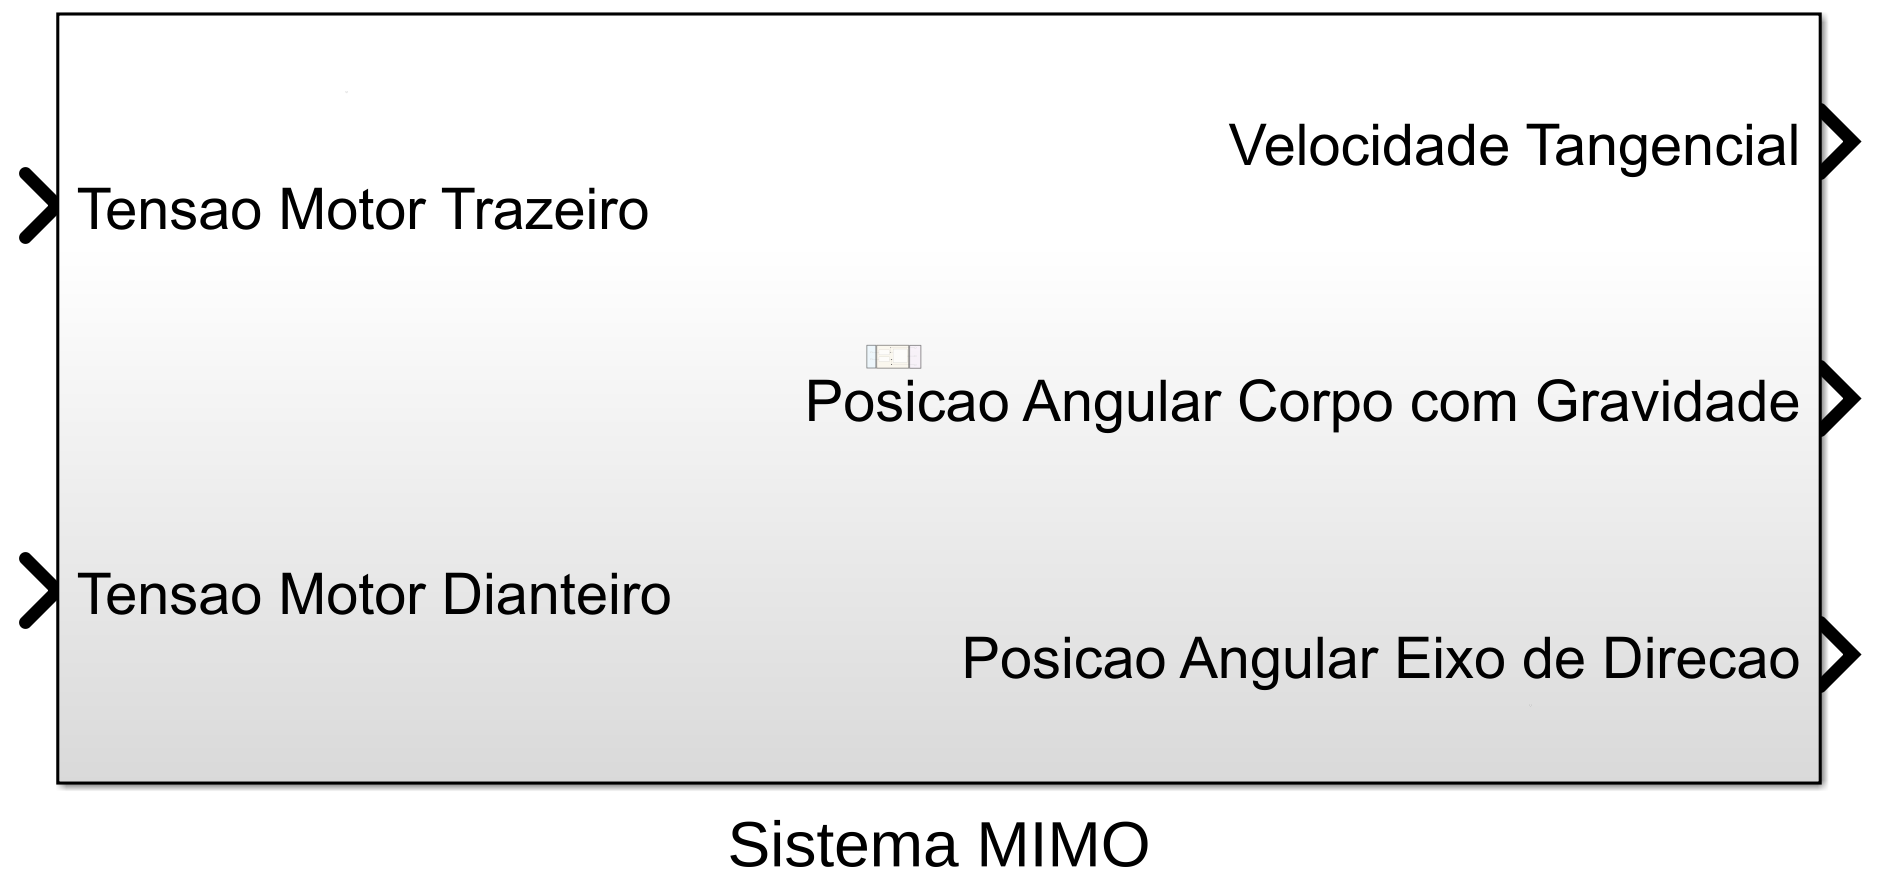 Velocidade Tangencial
Tensao Motor Trazeiro
Posicao Angular Corpo com Gravidade
Tensao Motor Dianteiro
Posicao Angular Eixo de Direcao
Sistema MIMO